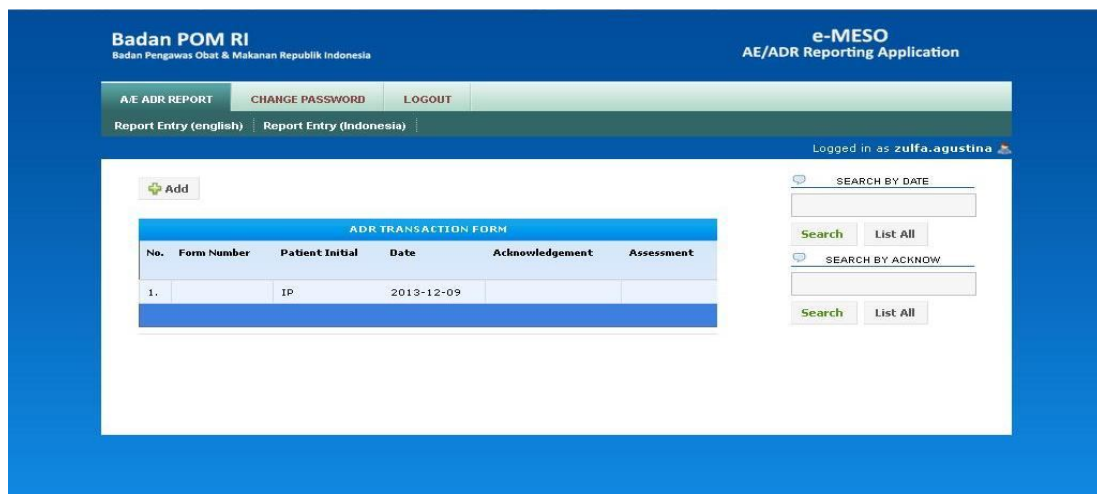 Badan POM RI
Badan Pengawas Obat & Makanan Republik Indonesia
e-MESO
AE/ADR Reporting Application
A/E ADR REPORT CHANGE PASSWORD LOGOUT
Report Entry (english) Report Entry (Indonesia)
Logged in as zulfa.agustina
Add
ADR TRANSACTION FORM
No. Form Number Patient Initial Date Acknowledgement Assessment
1. IP 2013-12-09
SEARCH BY DATE
Search List All
SEARCH BY ACKNOW
Search List All